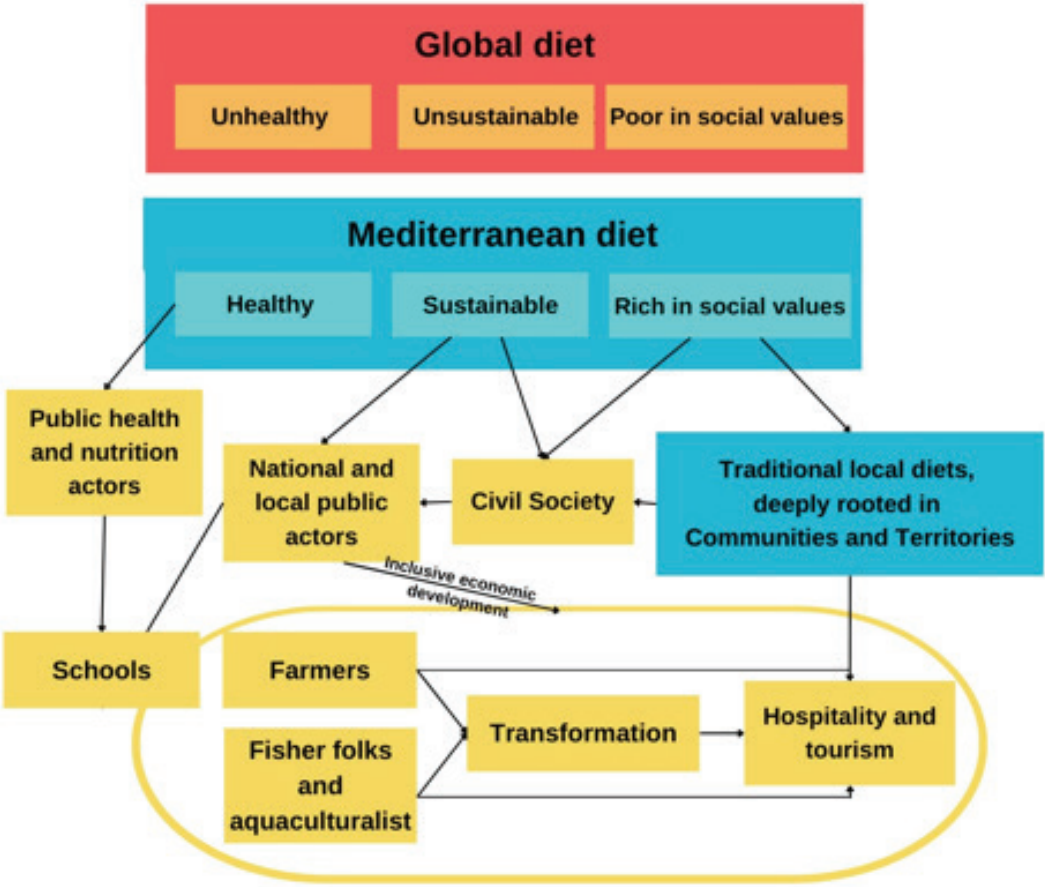 Global diet
Unhealthy
Unsustainable
Poor in social values
Mediterranean diet
Healthy
Sustainable
Rich in social values
Public health
and nutrition
actors
National and
local public
actors
Civil Society
Traditional local diets,
deeply rooted in
Communities and Territories
Inclusive economic
development
Schools
Farmers
Fisher folks
and
aquaculturalist
Transformation
Hospitality and
tourism